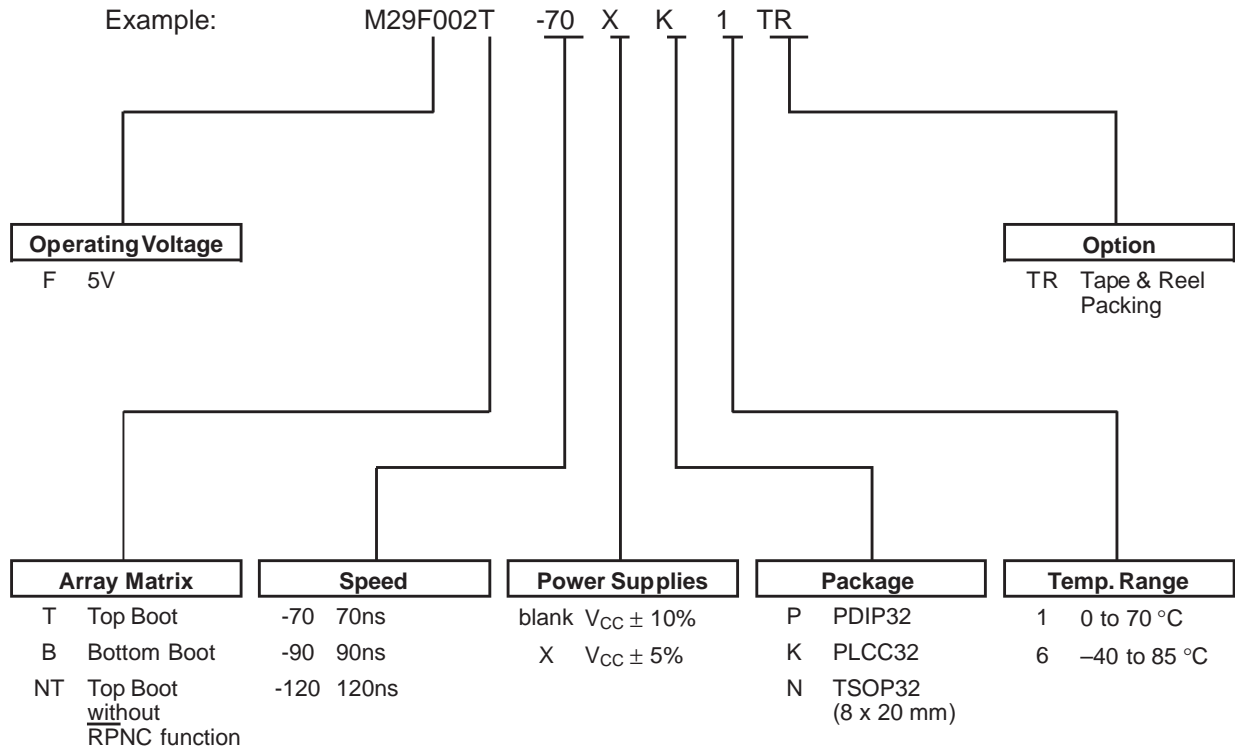 Example: M29F002T -70 X K 1 TR
Operating Voltage
F 5V
Option
TR Tape & Reel
Packing
Array Matrix
T Top Boot
B Bottom Boot
NT Top Boot
without
RPNC function
Speed
-70 70ns
-90 90ns
-120 120ns
Power Supplies
blank VCC ± 10%
X VCC ± 5%
Package
P PDIP32
K PLCC32
N TSOP32
(8 x 20 mm)
Temp. Range
1 0 to 70 °C
6 –40 to 85 °C